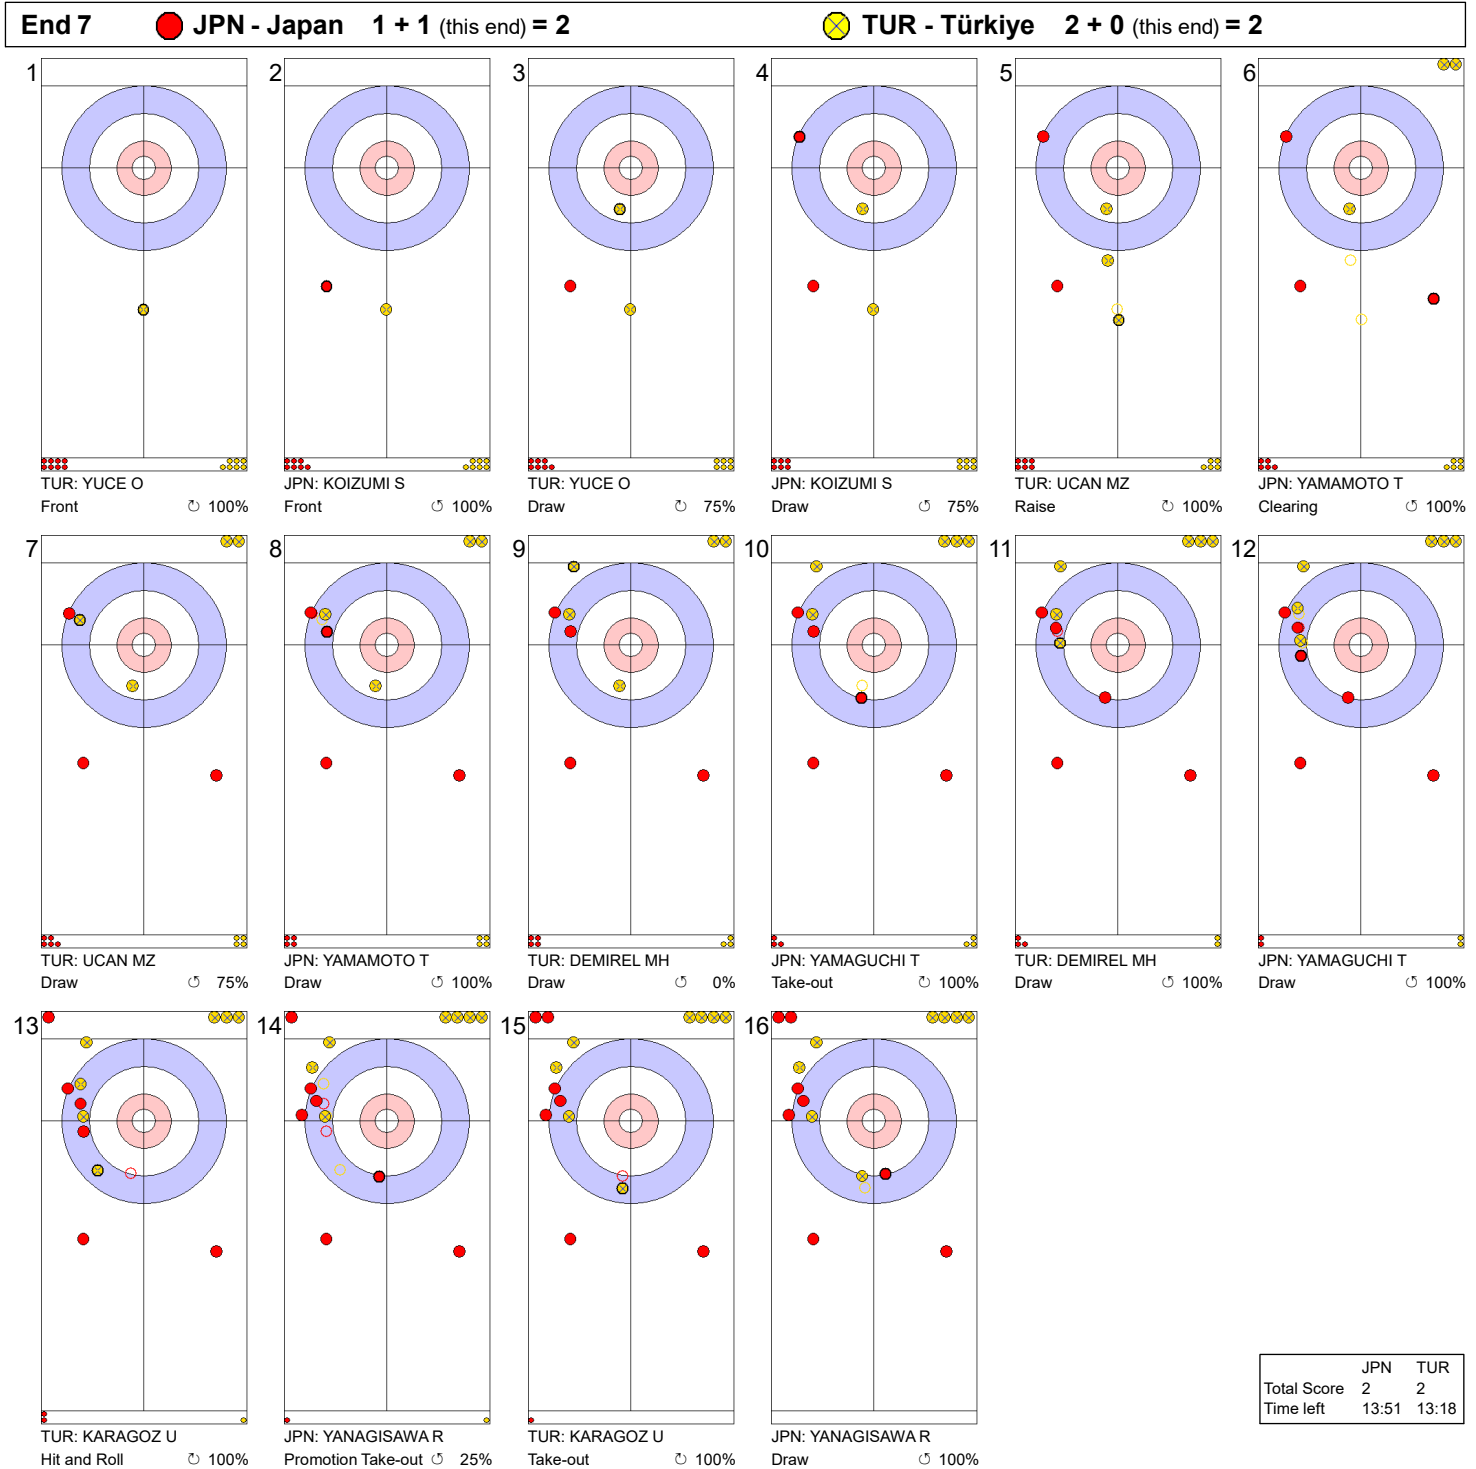 End 7 JPN - Japan 1 + 1 (this end) = 2 TUR - Türkiye 2 + 0 (this end) = 2
1 2 3 4 5 6
TUR: YUCE O JPN: KOIZUMI S TUR: YUCE O JPN: KOIZUMI S TUR: UCAN MZ JPN: YAMAMOTO T
Front ↻ 100% Front ↺ 100% Draw ↻ 75% Draw ↺ 75% Raise ↻ 100% Clearing ↻ 100%
7 8 9 10 11 12
TUR: UCAN MZ JPN: YAMAMOTO T TUR: DEMIREL MH JPN: YAMAGUCHI T TUR: DEMIREL MH JPN: YAMAGUCHI T
Draw ↺ 75% Draw ↺ 100% Draw ↺ 0% Take-out ↻ 100% Draw ↺ 100% Draw ↺ 100%
13 14 15 16
JPN TUR
Total Score 2 2
Time left 13:51 13:18
TUR: KARAGOZ U JPN: YANAGISAWA R TUR: KARAGOZ U JPN: YANAGISAWA R
Hit and Roll ↻ 100% Promotion Take-out ↺ 25% Take-out ↻ 100% Draw ↻ 100%